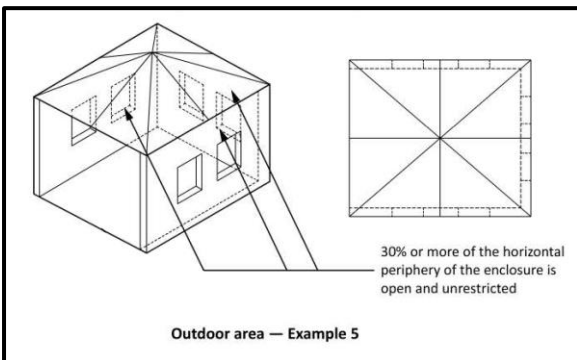 30% or more of the horizontal
periphery of the enclosure is
open and unrestricted
Outdoor area — Example 5